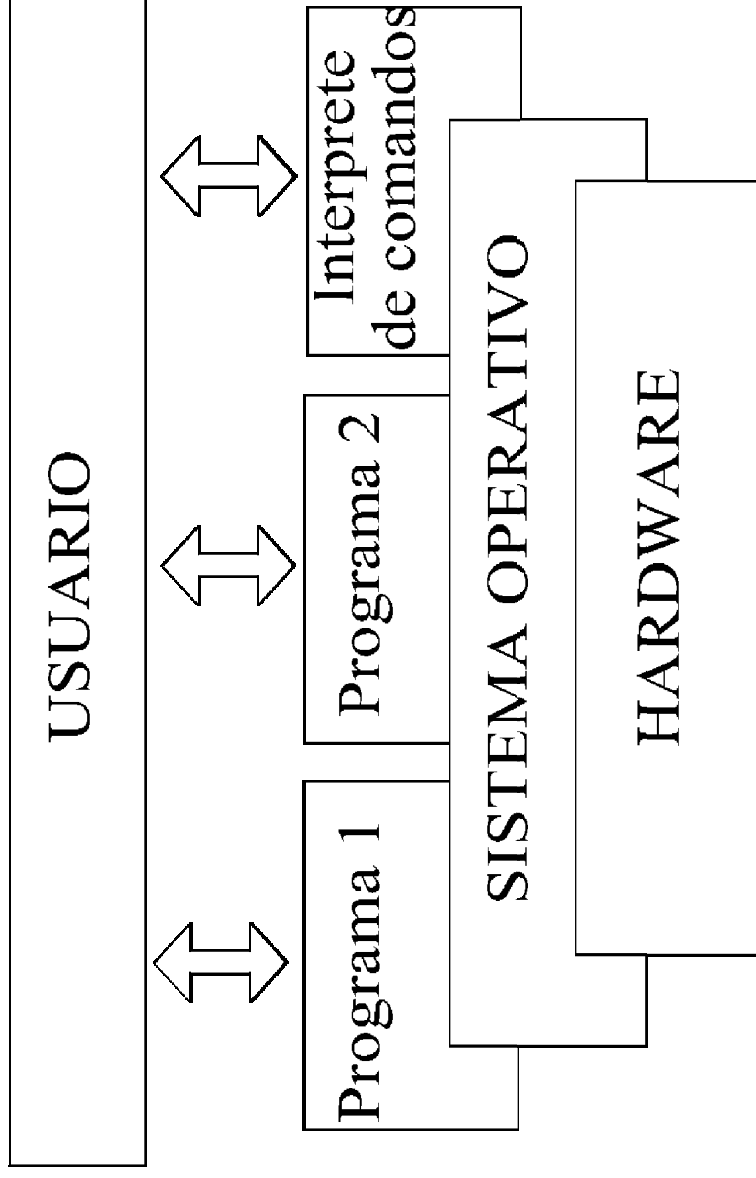 USUARIO
Programa 1
Programa 2
Interprete
de comandos
SISTEMA OPERATIVO
HARDWARE